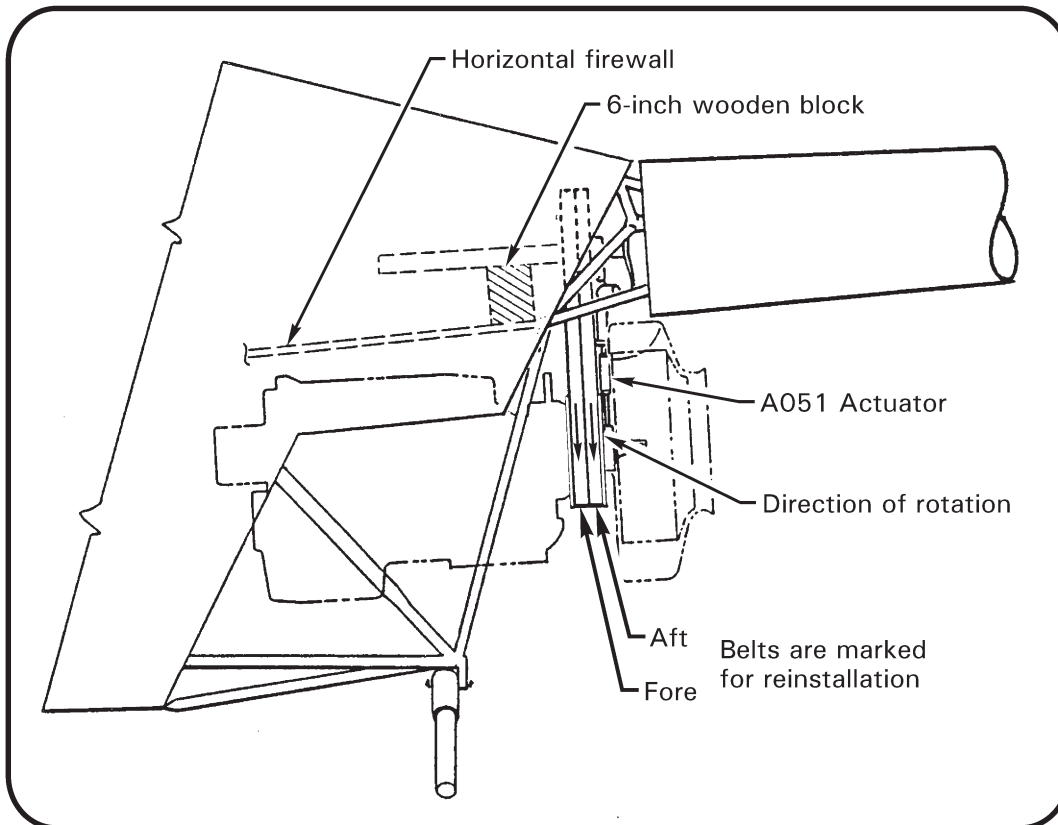 Horizontal firewall
6-inch wooden block
A051 Actuator
Direction of rotation
Aft
Fore
Belts are marked
for reinstallation